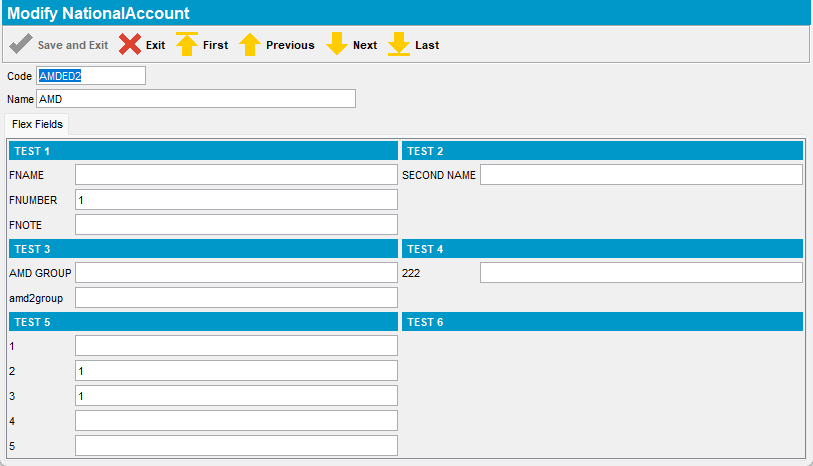 Modify NationalAccount
Save and Exit Exit First Previous Next Last
Code AMDED2
Name AMD
Flex Fields
TEST 1 TEST 2
FNAME SECOND NAME
FNUMBER 1
FNOTE
TEST 3 TEST 4
AMD GROUP 222
amd2group
TEST 5 TEST 6
1
2 1
3 1
4
5